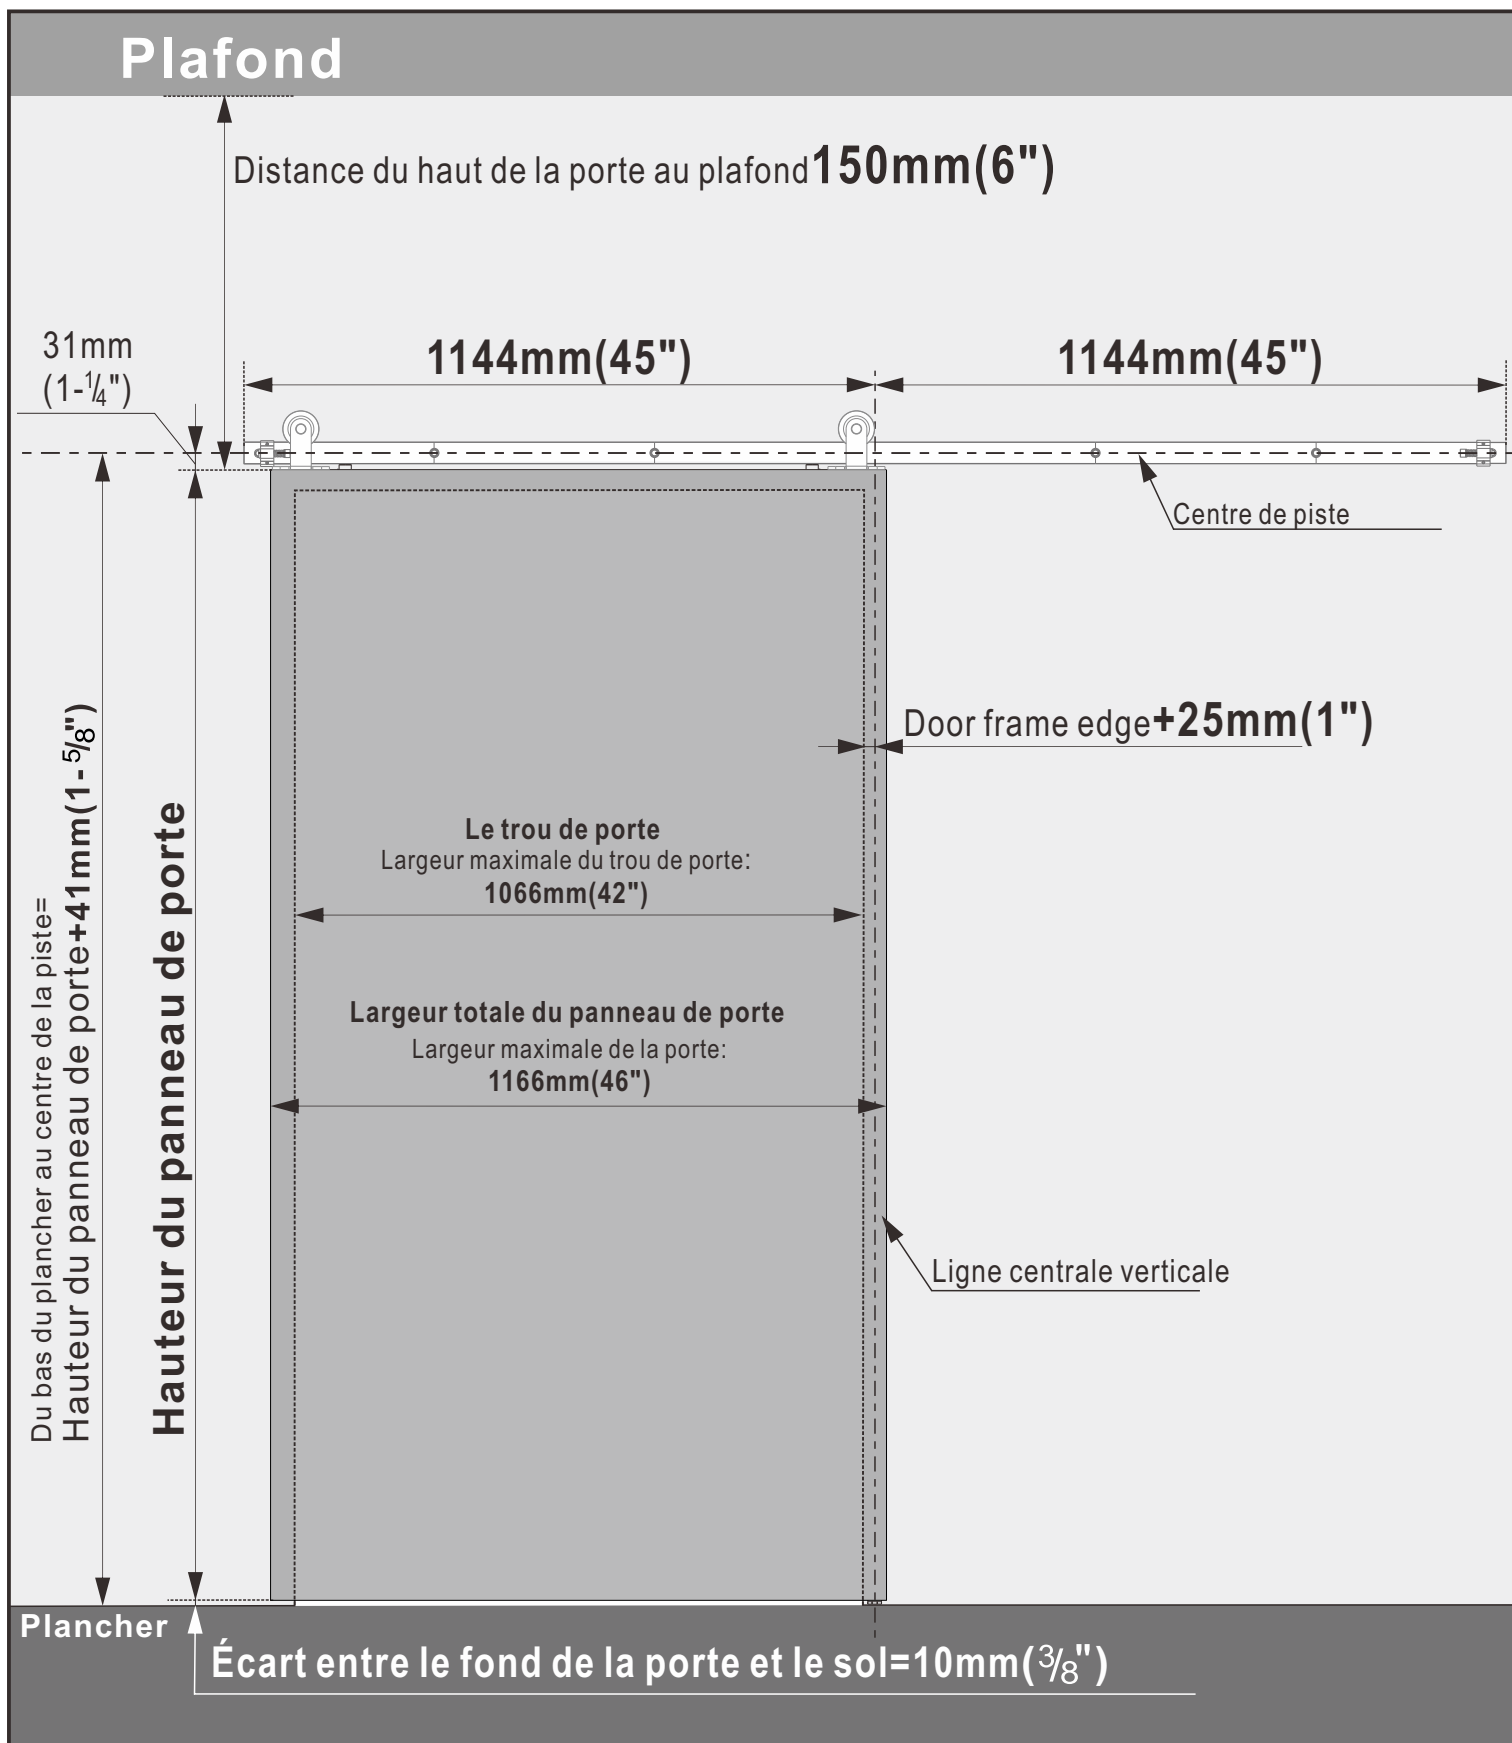 Plafond
Distance du haut de la porte au plafond 150mm(6")
31mm
(1-1/4")
1144mm(45")
1144mm(45")
Centre de piste
Door frame edge+25mm(1")
Le trou de porte
Largeur maximale du trou de porte:
1066mm(42")
Largeur totale du panneau de porte
Largeur maximale de la porte:
1166mm(46")
Du bas du plancher au centre de la piste=
Hauteur du panneau de porte+41mm(1-5/8")
Hauteur du panneau de porte
Ligne centrale verticale
Plancher
Écart entre le fond de la porte et le sol=10mm(3/8")